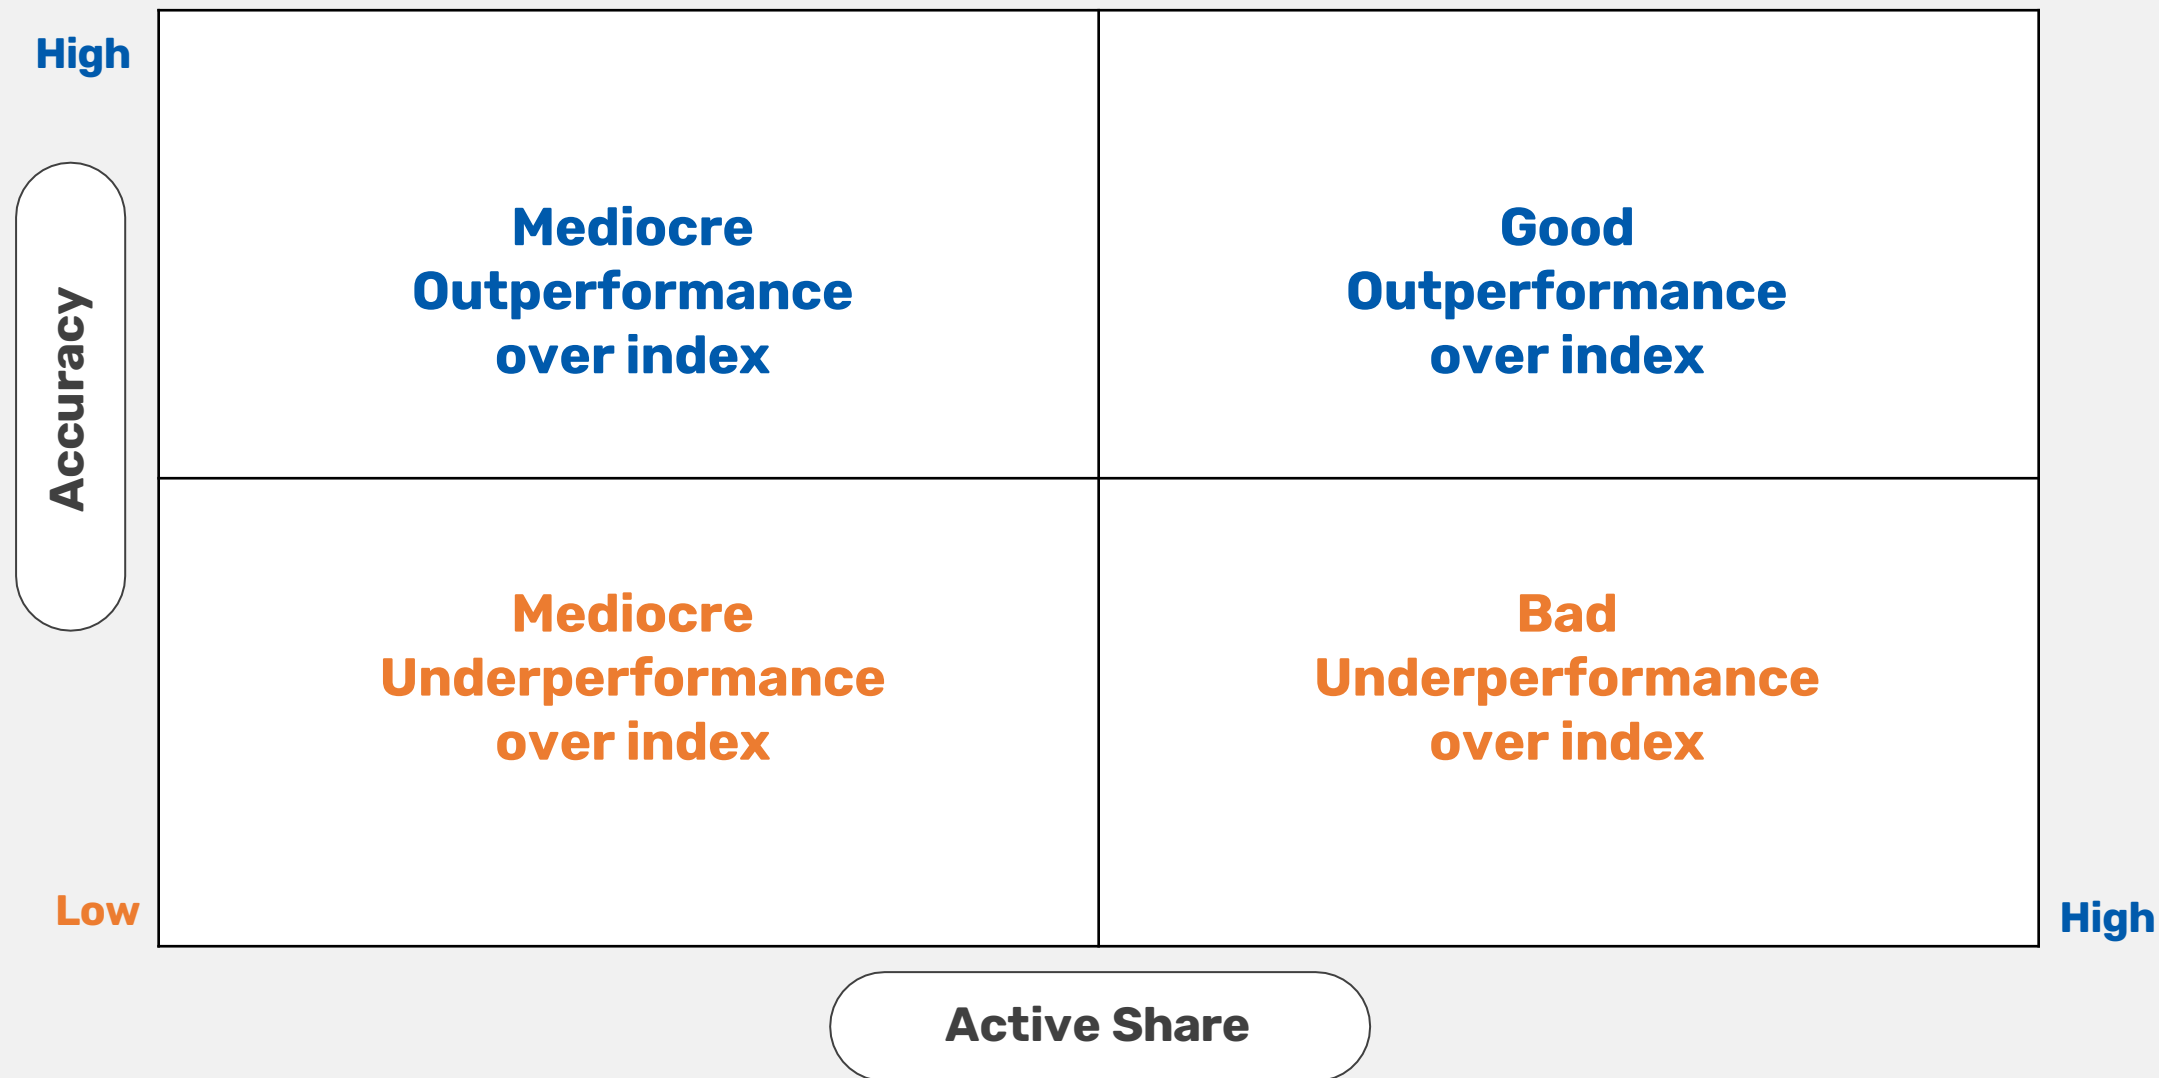 High
Accuracy
Mediocre
Outperformance
over index
Good
Outperformance
over index
Mediocre
Underperformance
over index
Bad
Underperformance
over index
Low
High
Active Share